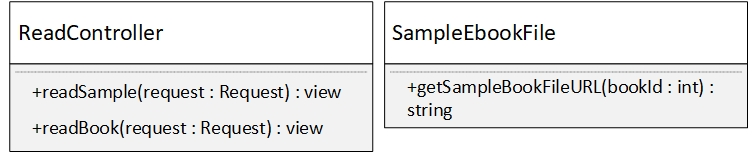 ReadController
+readSample(request : Request) : view
+readBook(request : Request) : view
SampleEbookFile
+getSampleBookFileURL(bookId : int) :
string